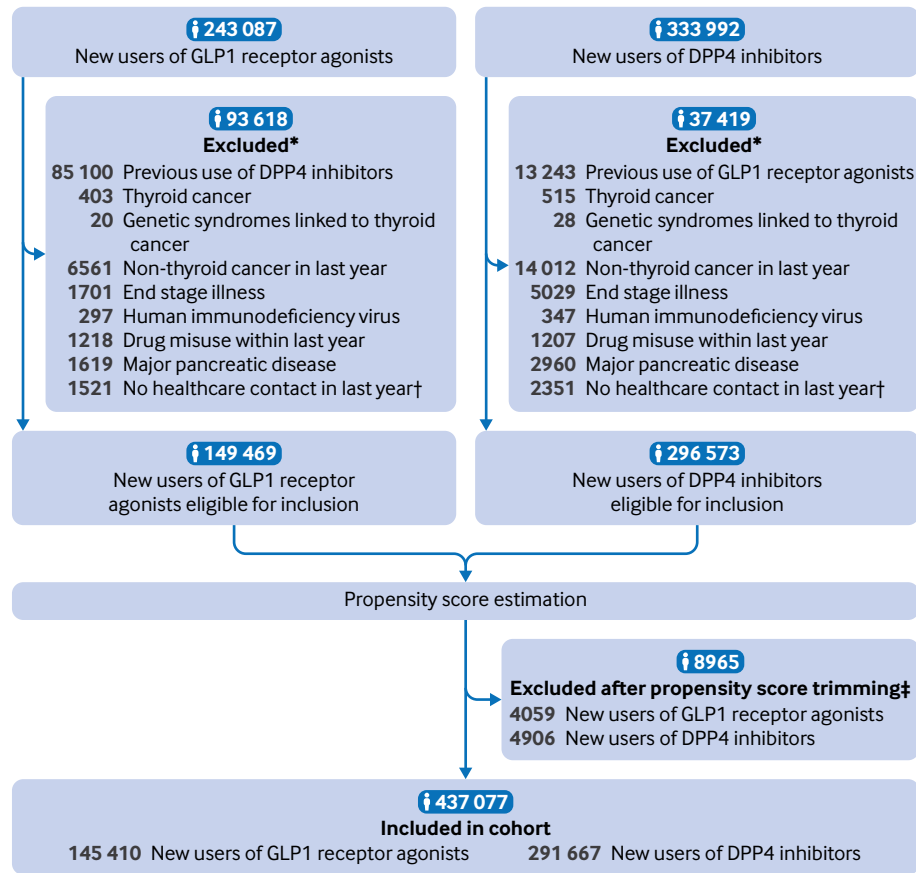 243 087
New users of GLP1 receptor agonists
333 992
New users of DPP4 inhibitors
93 618
Excluded*
85 100 Previous use of DPP4 inhibitors
403 Thyroid cancer
20 Genetic syndromes linked to thyroid
cancer
6561 Non-thyroid cancer in last year
1701 End stage illness
297 Human immunodeficiency virus
1218 Drug misuse within last year
1619 Major pancreatic disease
1521 No healthcare contact in last year†
37 419
Excluded*
13 243 Previous use of GLP1 receptor agonists
515 Thyroid cancer
28 Genetic syndromes linked to thyroid
cancer
14 012 Non-thyroid cancer in last year
5029 End stage illness
347 Human immunodeficiency virus
1207 Drug misuse within last year
2960 Major pancreatic disease
2351 No healthcare contact in last year†
149 469
New users of GLP1 receptor
agonists eligible for inclusion
296 573
New users of DPP4 inhibitors
eligible for inclusion
Propensity score estimation
8965
Excluded after propensity score trimming‡
4059 New users of GLP1 receptor agonists
4906 New users of DPP4 inhibitors
437 077
Included in cohort
145 410 New users of GLP1 receptor agonists
291 667 New users of DPP4 inhibitors